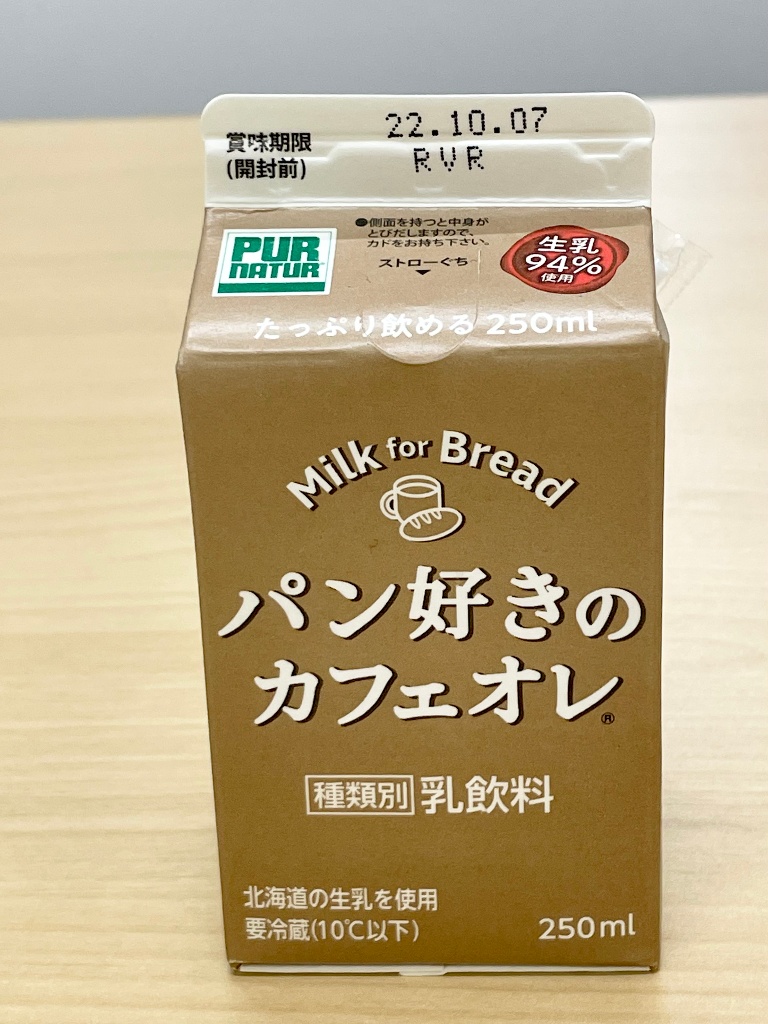 賞味期限
(開封前)
22.10.07
RVR
●側面を持つと中身が
とびだしますので、
カドをお持ち下さい。
ストローぐち
PUR
NATUR
生乳
94%
使用
たっぷり飲める 250ml
Milk for Bread
パン好きの
カフェオレ®
種類別 乳飲料
北海道の生乳を使用
要冷蔵(10℃以下)
250ml